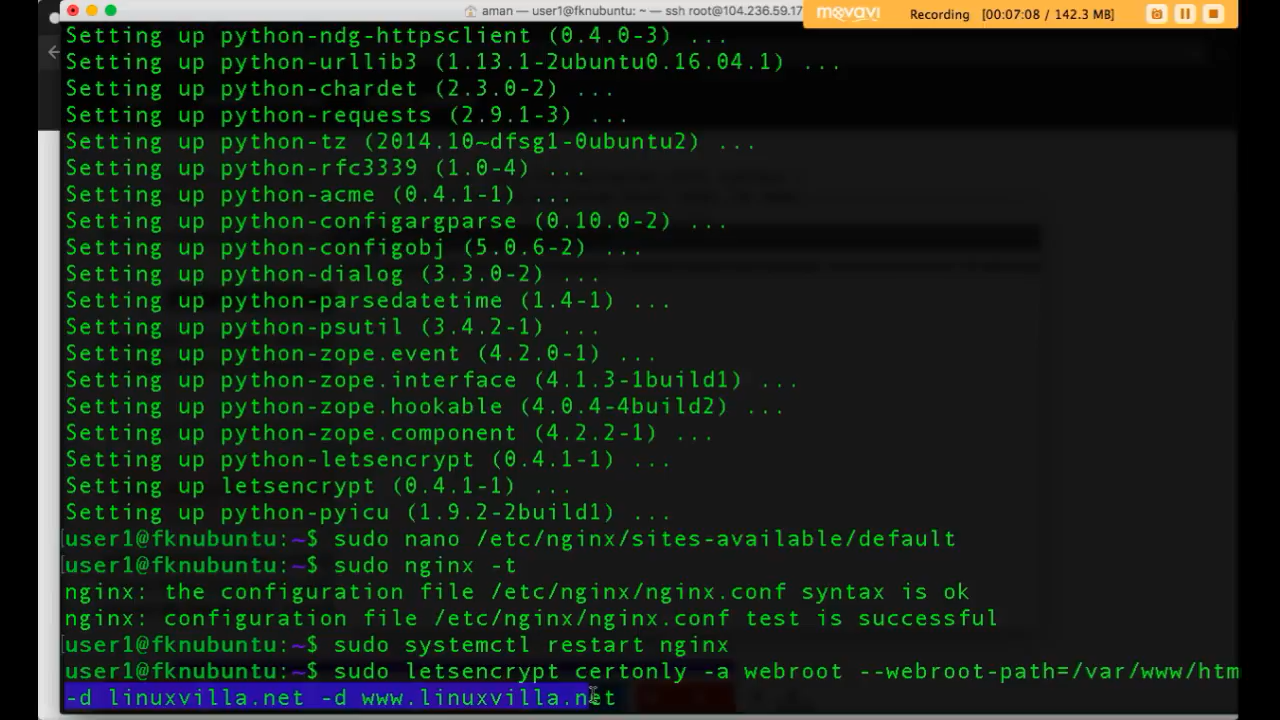 aman — user1@fknubuntu: ~ — ssh root@104.236.59.17
movavi
Recording (00:07:08 / 142.3 MB)
Setting up python-ndg-httpsclient (0.4.0-3) ...
Setting up python-urllib3 (1.13.1-2ubuntu0.16.04.1) ...
Setting up python-chardet (2.3.0-2) ...
Setting up python-requests (2.9.1-3) ...
Setting up python-tz (2014.10~dfsg1-0ubuntu2) ...
Setting up python-rfc3339 (1.0-4) ...
Setting up python-acme (0.4.1-1) ...
Setting up python-configargparse (0.10.0-2) ...
Setting up python-configobj (5.0.6-2) ...
Setting up python-dialog (3.3.0-2) ...
Setting up python-parsedatetime (1.4-1) ...
Setting up python-psutil (3.4.2-1) ...
Setting up python-zope.event (4.2.0-1) ...
Setting up python-zope.interface (4.1.3-1build1) ...
Setting up python-zope.hookable (4.0.4-4build2) ...
Setting up python-zope.component (4.2.2-1) ...
Setting up python-letsencrypt (0.4.1-1) ...
Setting up letsencrypt (0.4.1-1) ...
Setting up python-pyicu (1.9.2-2build1) ...
user1@fknubuntu:~$ sudo nano /etc/nginx/sites-available/default
user1@fknubuntu:~$ sudo nginx -t
nginx: the configuration file /etc/nginx/nginx.conf syntax is ok
nginx: configuration file /etc/nginx/nginx.conf test is successful
user1@fknubuntu:~$ sudo systemctl restart nginx
user1@fknubuntu:~$ sudo letsencrypt certonly -a webroot --webroot-path=/var/www/htm
-d linuxvilla.net -d www.linuxvilla.net